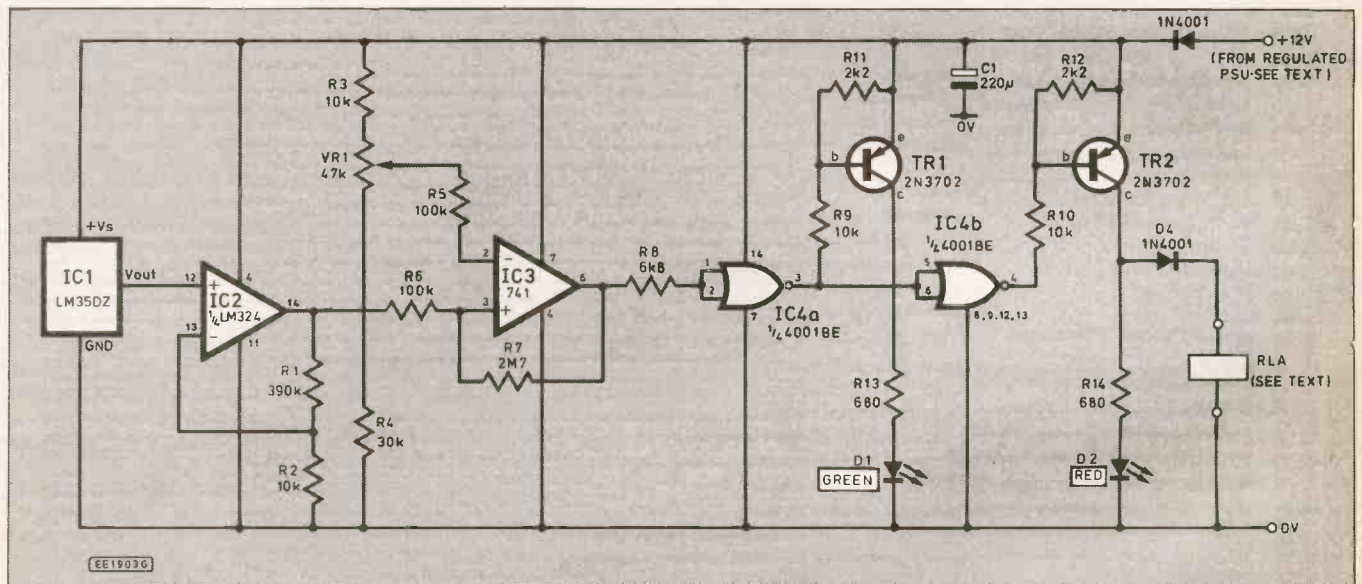 1N4001
+12V
(FROM REGULATED
PSU-SEE TEXT)
R3
10k
VR1
47k
R5
100k
R11
2k2
C1
220µ
0V
R12
2k2
e
b
c
TR1
2N3702
e
b
c
TR2
2N3702
R9
10k
R10
10k
+Vs
IC1
LM35DZ
Vout
GND
12
13
4
11
14
+
−
IC2
¼LM324
R6
100k
2
3
7
4
6
−
+
IC3
741
R7
2M7
R8
6k8
1
2
14
3
7
IC4a
¼4001BE
IC4b
¼4001BE
5
6
4
8,9,12,13
D4
1N4001
R1
390k
R2
10k
R4
30k
R13
680
R14
680
RLA
(SEE TEXT)
D1
GREEN
D2
RED
0V
EE1903G